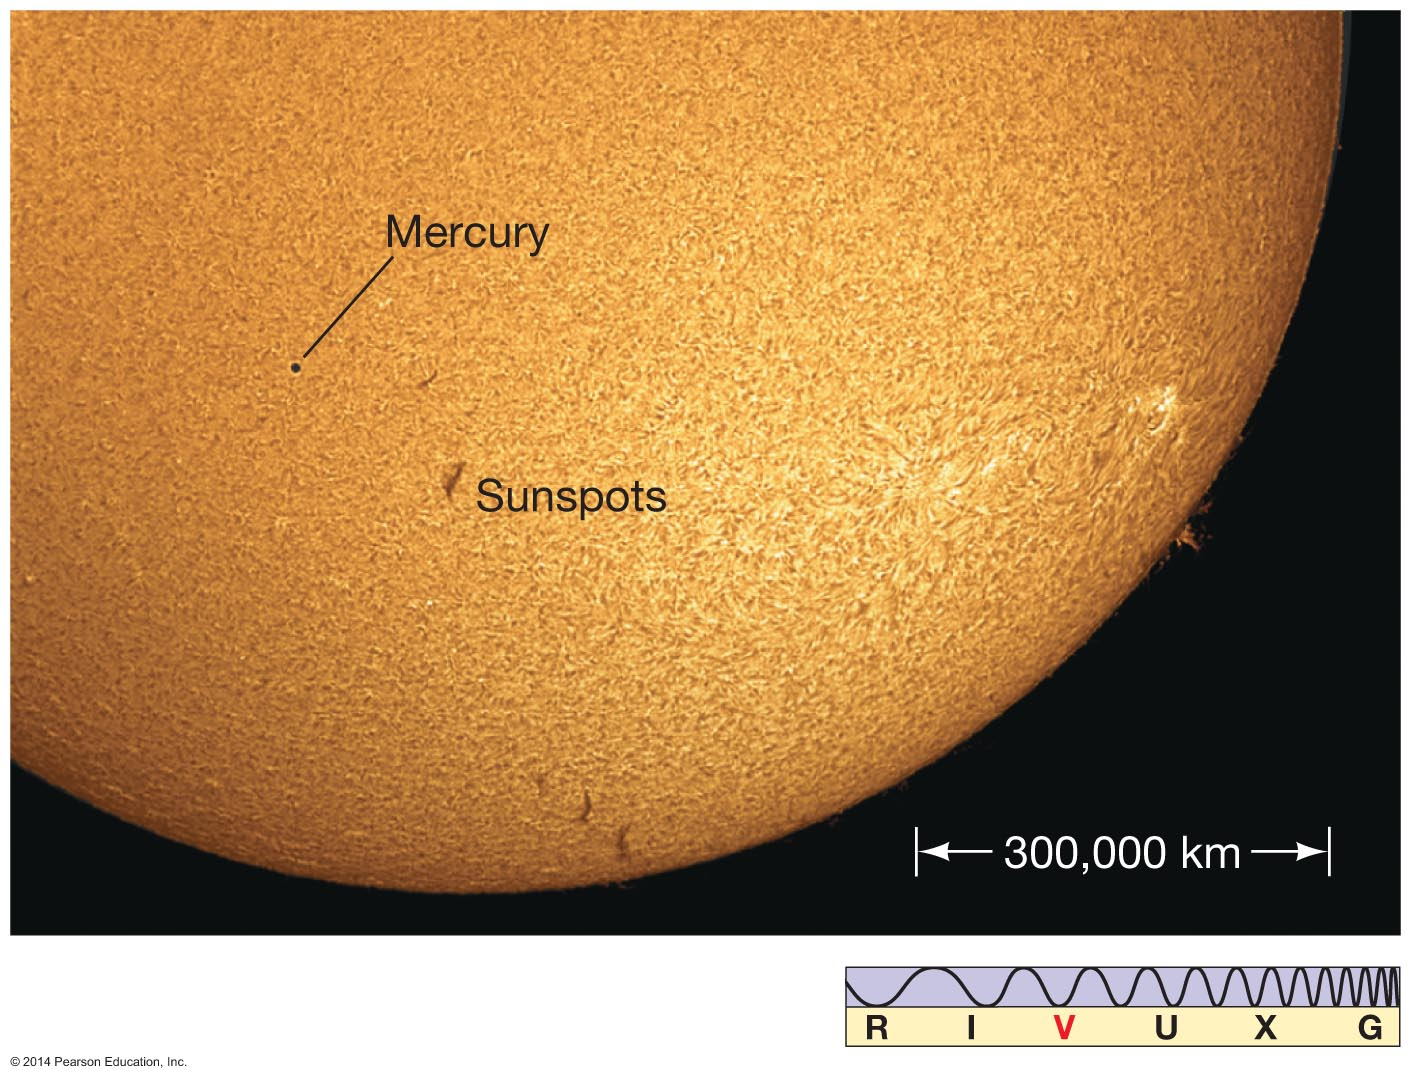 Mercury
Sunspots
300,000 km
R I V U X G
© 2014 Pearson Education, Inc.